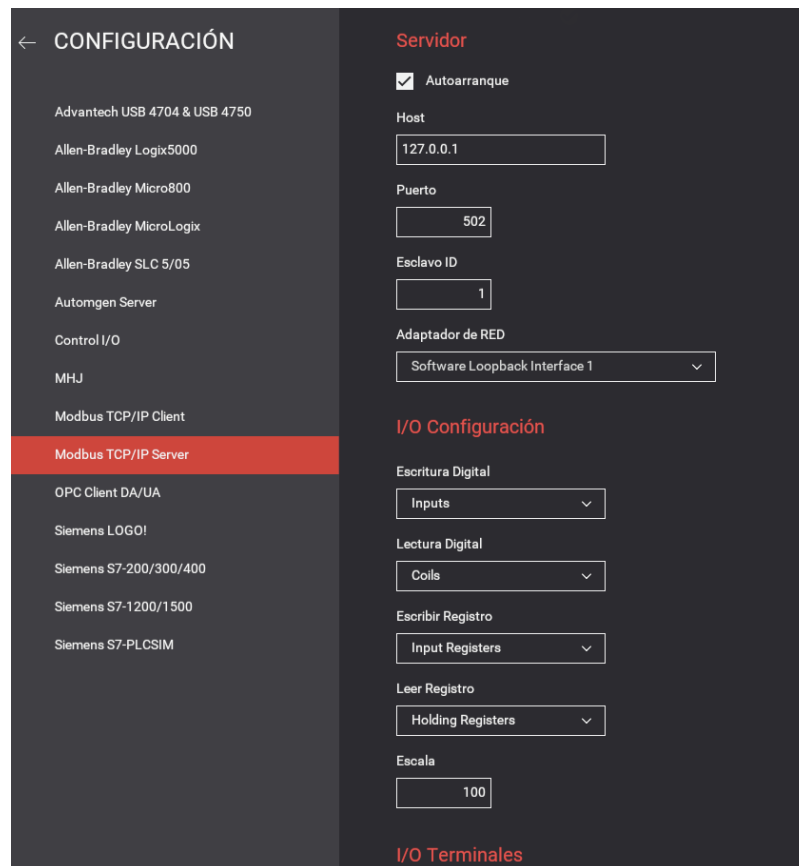 ← CONFIGURACIÓN
Advantech USB 4704 & USB 4750
Allen-Bradley Logix5000
Allen-Bradley Micro800
Allen-Bradley MicroLogix
Allen-Bradley SLC 5/05
Automgen Server
Control I/O
MHJ
Modbus TCP/IP Client
Modbus TCP/IP Server
OPC Client DA/UA
Siemens LOGO!
Siemens S7-200/300/400
Siemens S7-1200/1500
Siemens S7-PLCSIM
Servidor
Autoarranque
Host
127.0.0.1
Puerto
502
Esclavo ID
1
Adaptador de RED
Software Loopback Interface 1
I/O Configuración
Escritura Digital
Inputs
Lectura Digital
Coils
Escribir Registro
Input Registers
Leer Registro
Holding Registers
Escala
100
I/O Terminales